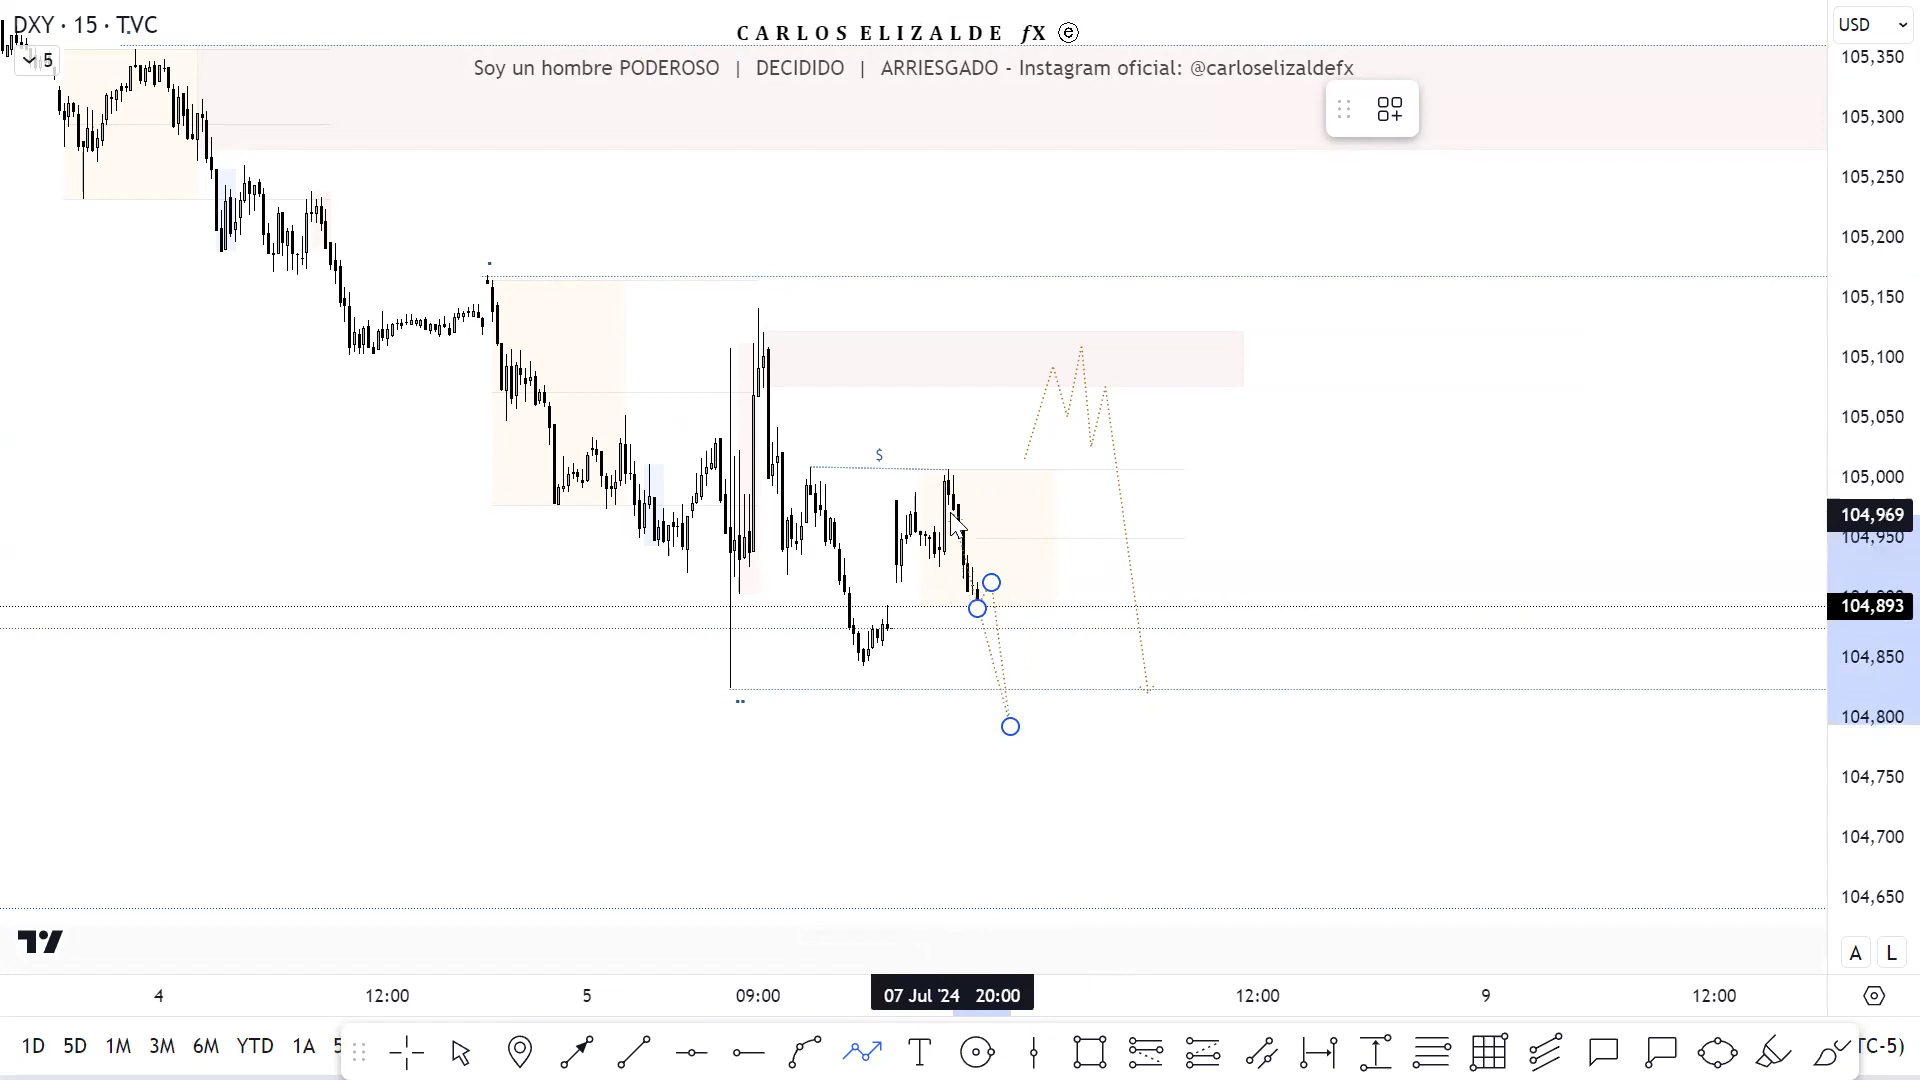 DXY · 15 · TVC
CARLOS ELIZALDE fX ⓔ
USD
5
Soy un hombre PODEROSO | DECIDIDO | ARRIESGADO - Instagram oficial: @carloselizaldefx
105,350
105,300
105,250
105,200
105,150
105,100
105,050
$
105,000
104,969
104,950
104,893
104,850
104,800
104,750
104,700
104,650
A L
4 12:00 5 09:00 07 Jul '24 20:00 12:00 9 12:00
1D 5D 1M 3M 6M YTD 1A 5 TC-5)